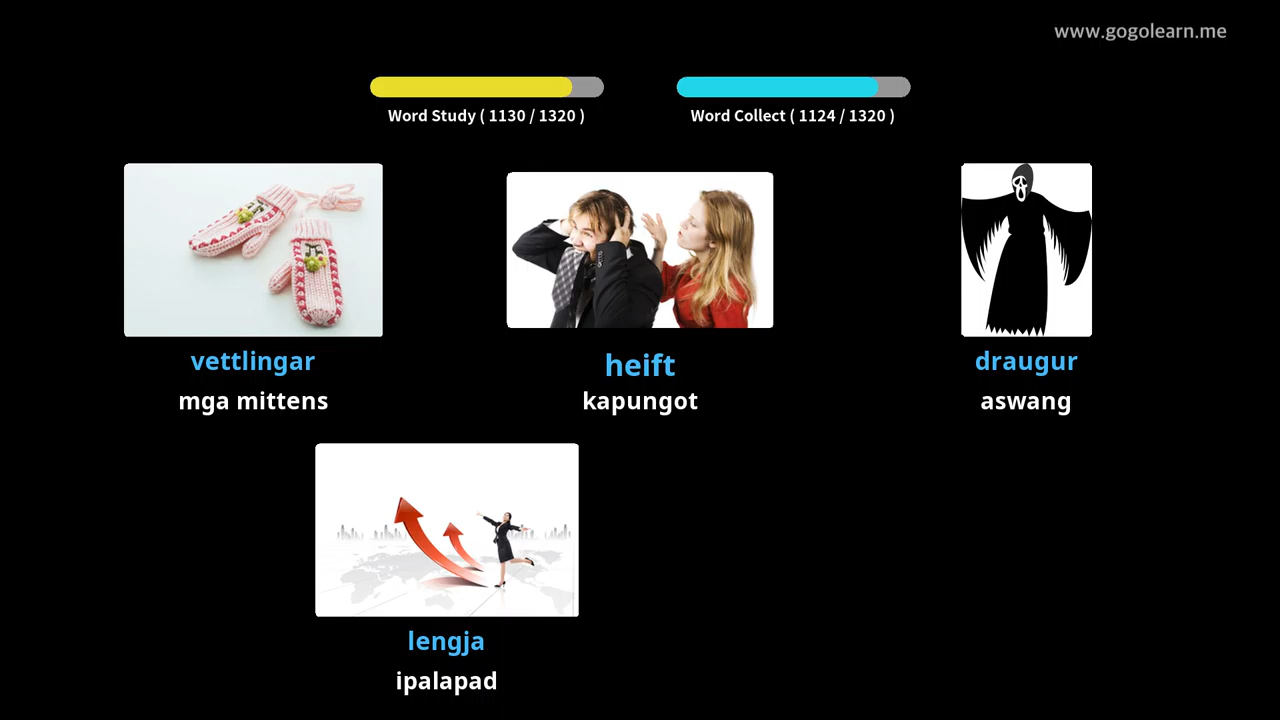 www.gogolearn.me
Word Study ( 1130 / 1320 )
Word Collect ( 1124 / 1320 )
vettlingar
mga mittens
heift
kapungot
draugur
aswang
lengja
ipalapad